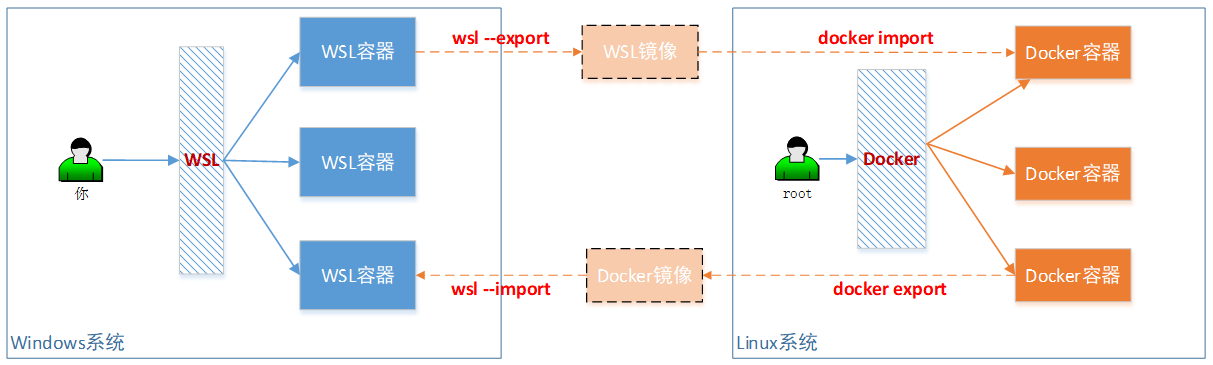 WSL容器
wsl --export
WSL镜像
docker import
Docker容器
你
WSL
WSL容器
root
Docker
Docker容器
WSL容器
wsl --import
Docker镜像
docker export
Docker容器
Windows系统
Linux系统